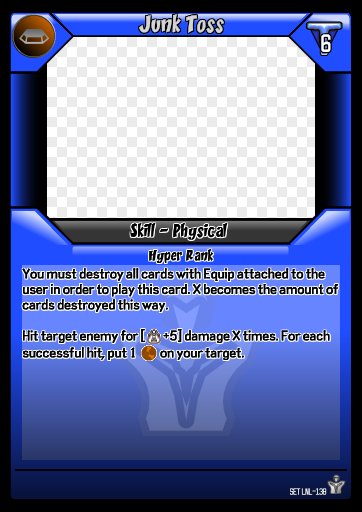 Junk Toss
6
Skill - Physical
Hyper Rank
You must destroy all cards with Equip attached to the
user in order to play this card. X becomes the amount of
cards destroyed this way.
Hit target enemy for [ +5] damage X times. For each
successful hit, put 1 on your target.
SET LNL-138